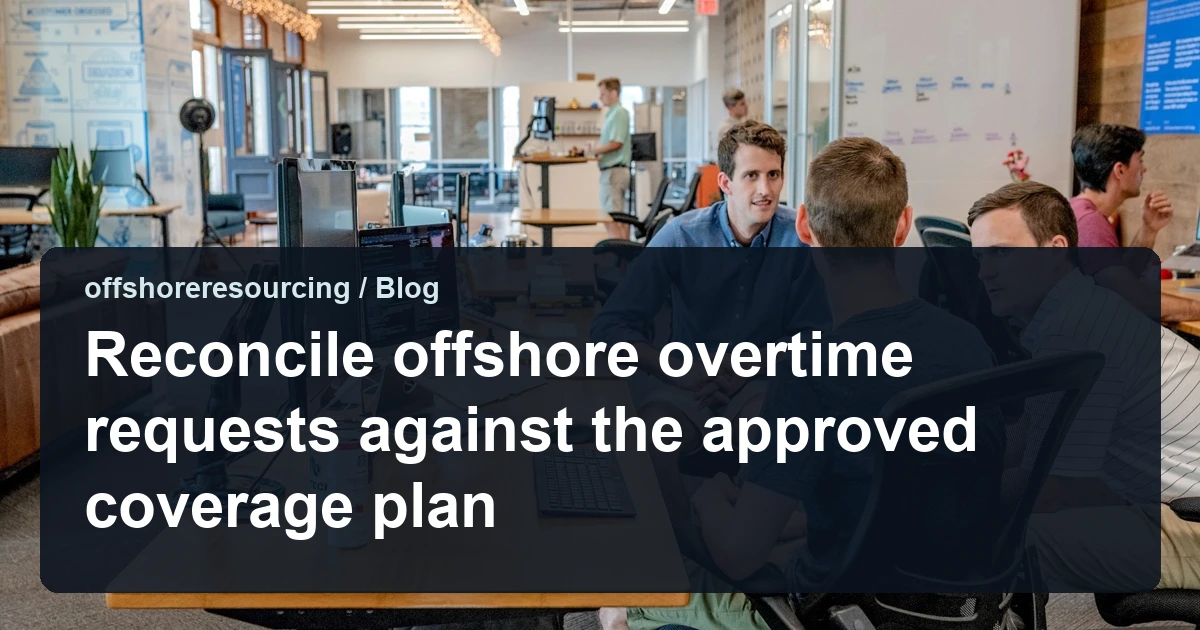 offshoreresourcing / Blog
Reconcile offshore overtime
requests against the approved
coverage plan